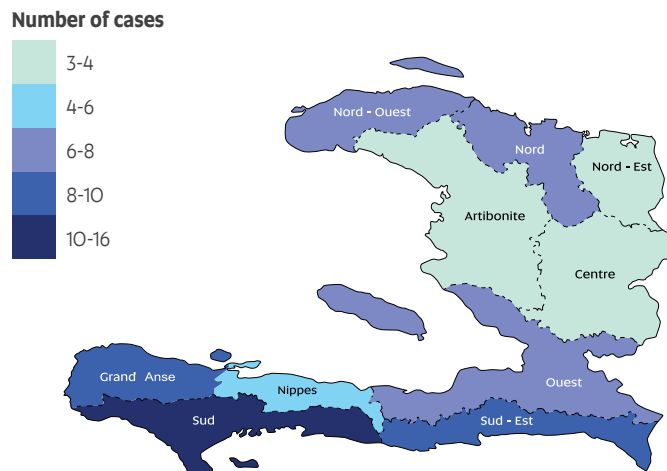 Number of cases
3-4
4-6
6-8
8-10
10-16
Nord - Ouest
Nord
Nord - Est
Artibonite
Centre
Grand Anse
Nippes
Ouest
Sud
Sud - Est